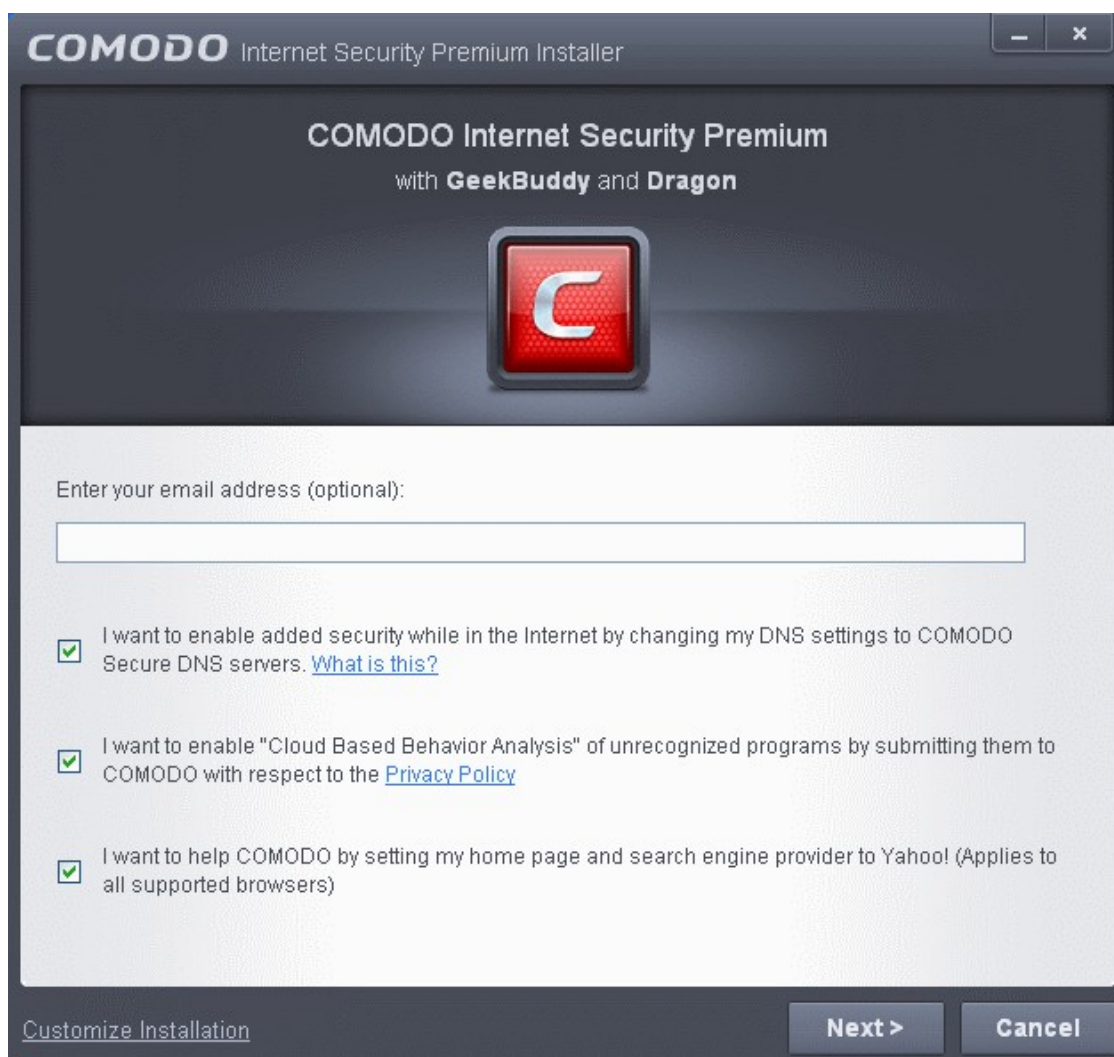 COMODO Internet Security Premium Installer
COMODO Internet Security Premium
with GeekBuddy and Dragon
C
Enter your email address (optional):
I want to enable added security while in the Internet by changing my DNS settings to COMODO
Secure DNS servers. What is this?
I want to enable "Cloud Based Behavior Analysis" of unrecognized programs by submitting them to
COMODO with respect to the Privacy Policy
I want to help COMODO by setting my home page and search engine provider to Yahoo! (Applies to
all supported browsers)
Customize Installation
Next >
Cancel